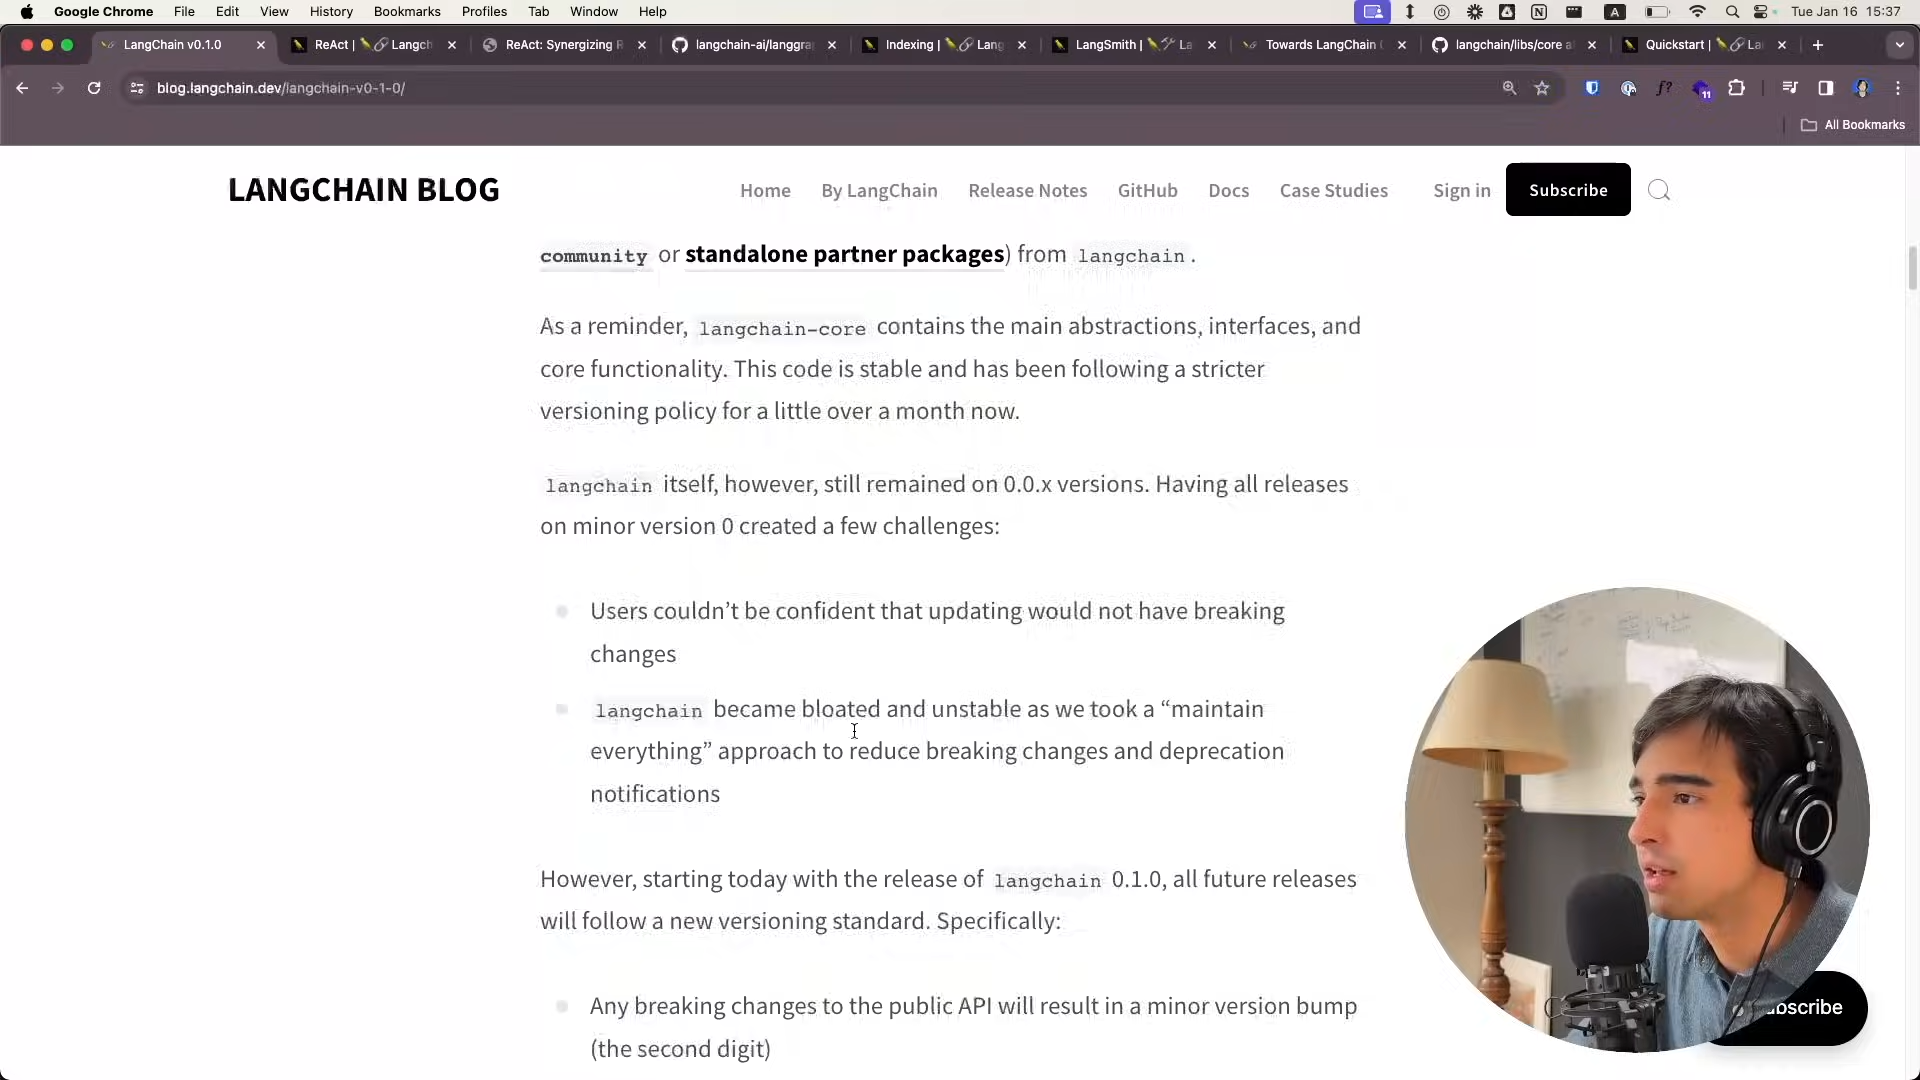 Google Chrome File Edit View History Bookmarks Profiles Tab Window Help Tue Jan 16 15:37
LangChain v0.1.0 ReAct | Langch ReAct: Synergizing R langchain-ai/langgra Indexing | Lang LangSmith | La Towards LangChain langchain/libs/core a Quickstart | La
blog.langchain.dev/langchain-v0-1-0/
11
All Bookmarks
LANGCHAIN BLOG Home By LangChain Release Notes GitHub Docs Case Studies Sign in Subscribe
community or standalone partner packages) from langchain.
As a reminder, langchain-core contains the main abstractions, interfaces, and
core functionality. This code is stable and has been following a stricter
versioning policy for a little over a month now.
langchain itself, however, still remained on 0.0.x versions. Having all releases
on minor version 0 created a few challenges:
Users couldn’t be confident that updating would not have breaking
changes
langchain became bloated and unstable as we took a “maintain
everything” approach to reduce breaking changes and deprecation
notifications
However, starting today with the release of langchain 0.1.0, all future releases
will follow a new versioning standard. Specifically:
Any breaking changes to the public API will result in a minor version bump
(the second digit)
bscribe